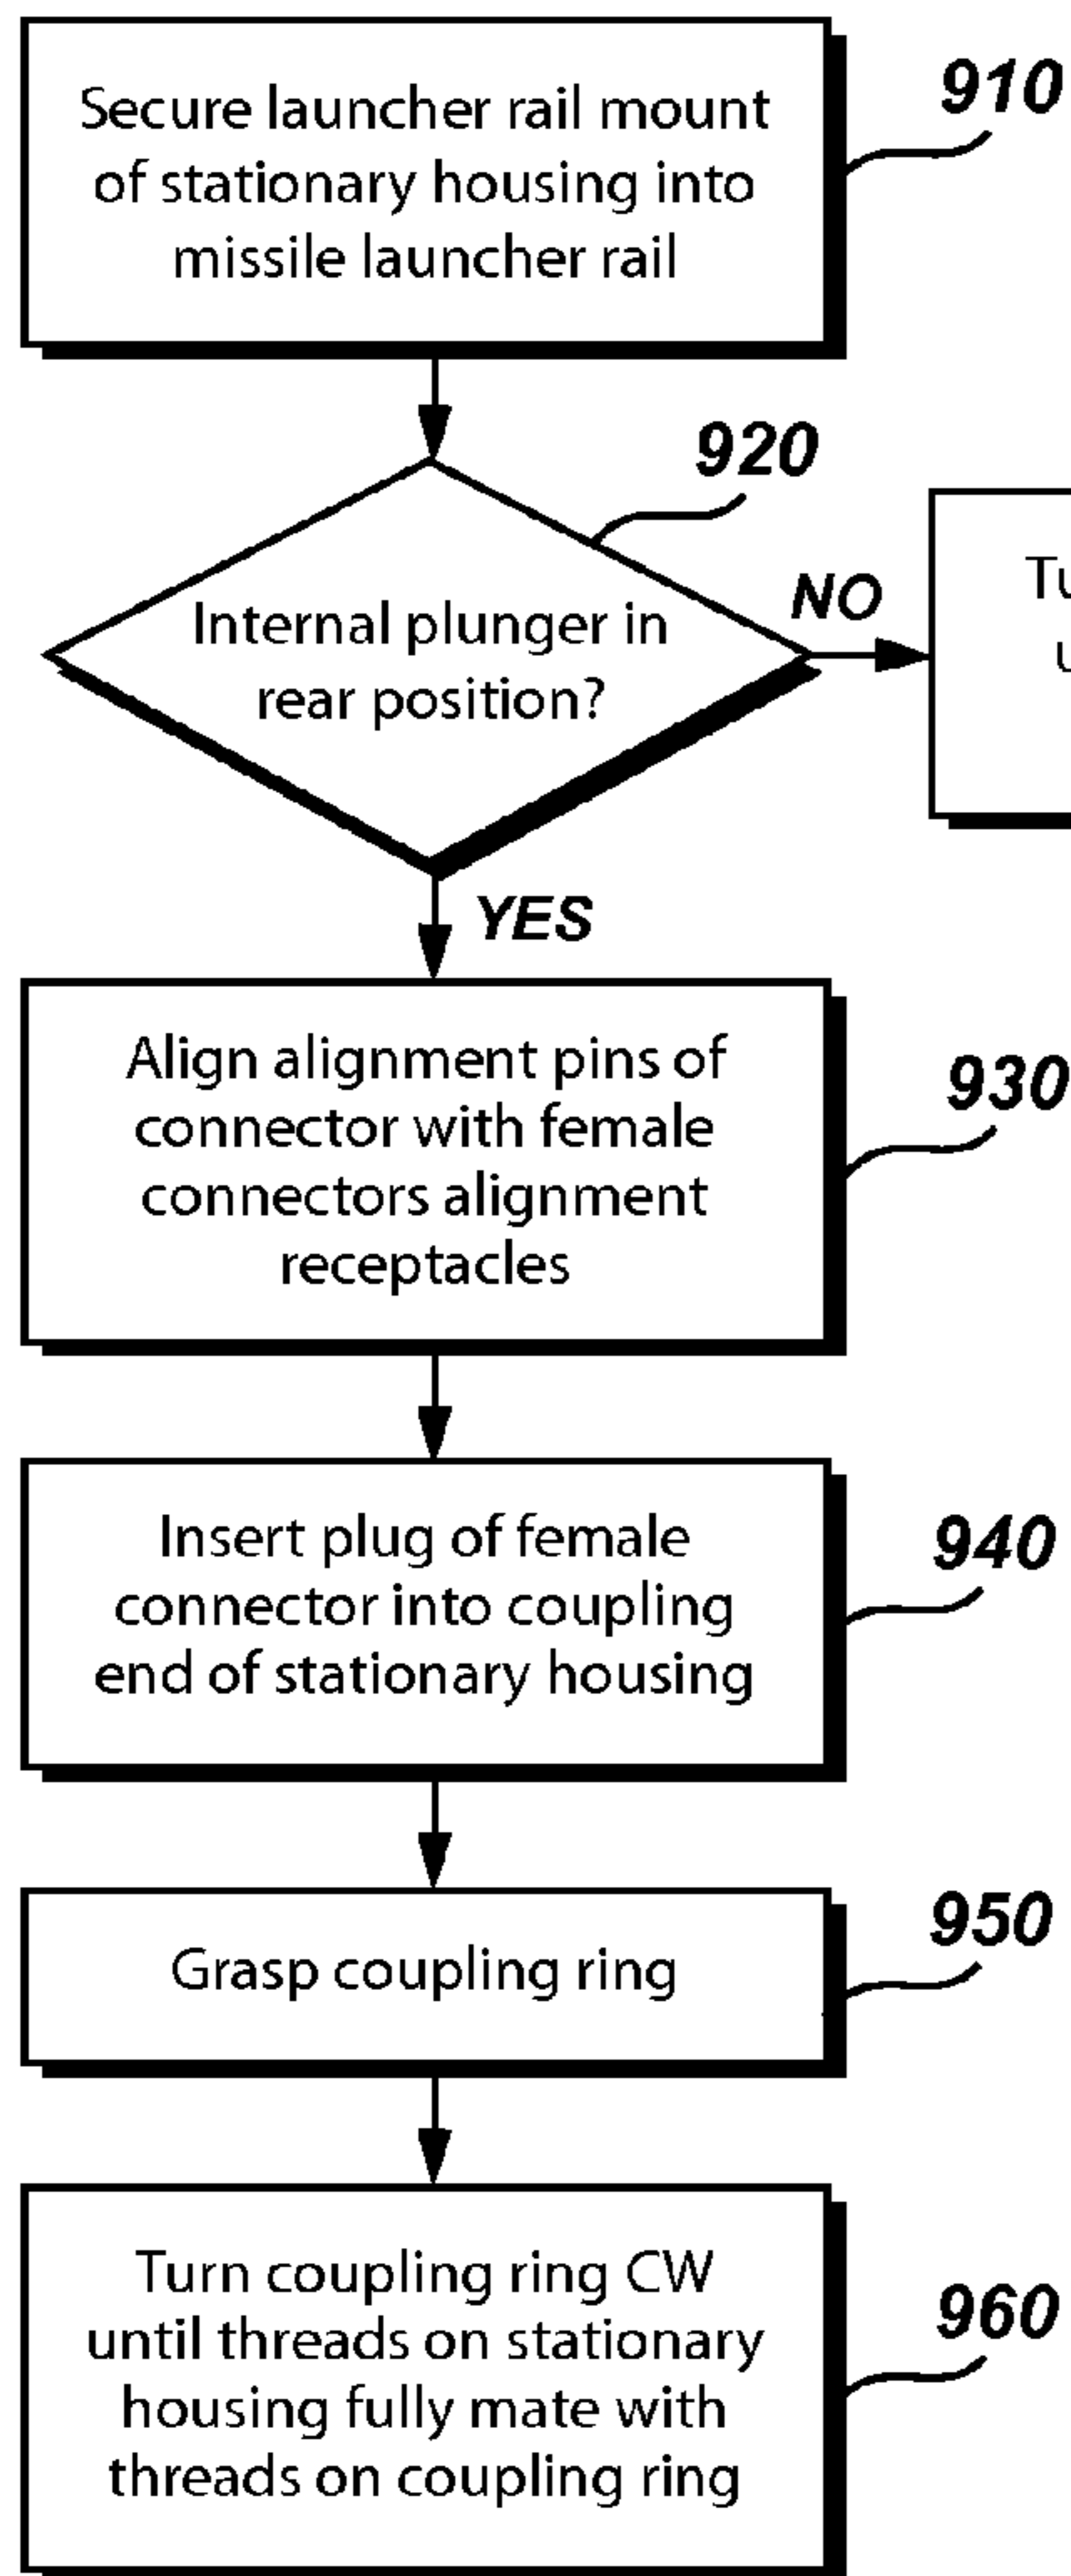 Secure launcher rail mount
of stationary housing into
missile launcher rail
910
920
Internal plunger in
rear position?
NO
YES
Align alignment pins of
connector with female
connectors alignment
receptacles
930
Insert plug of female
connector into coupling
end of stationary housing
940
Grasp coupling ring
950
Turn coupling ring CW
until threads on stationary
housing fully mate with
threads on coupling ring
960